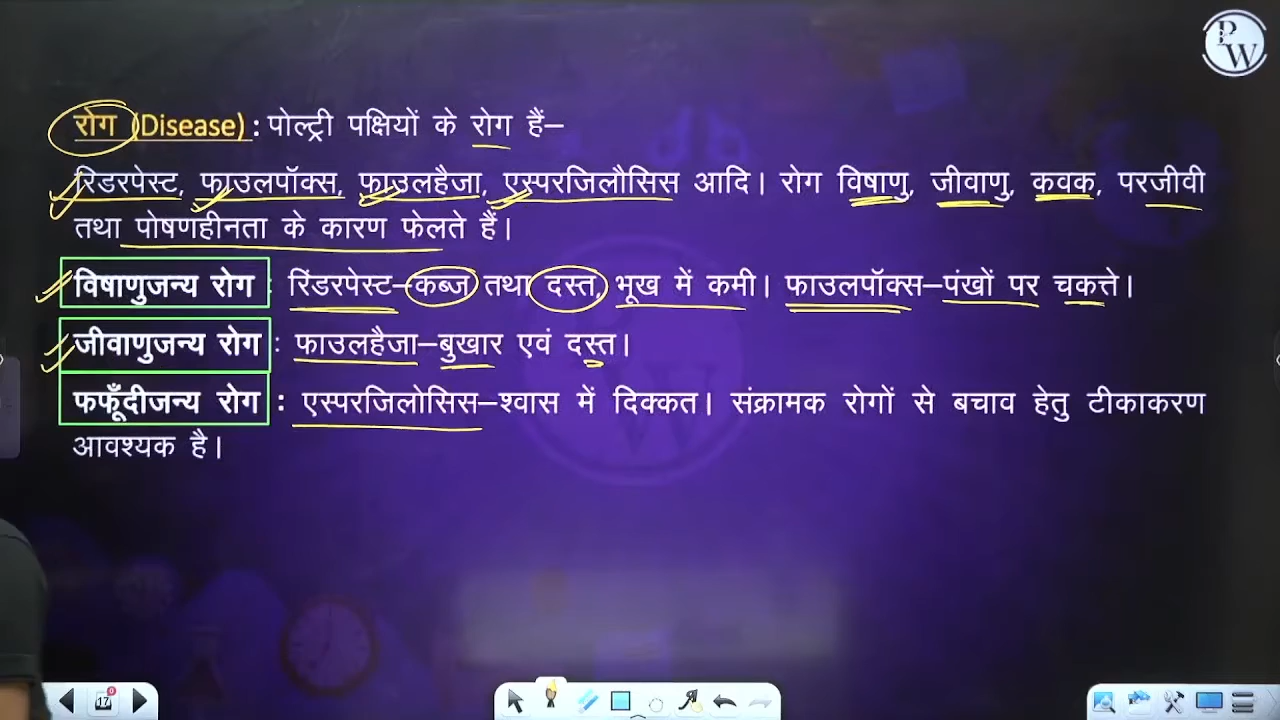 PW
रोग (Disease) : पोल्ट्री पक्षियों के रोग हैं–
रिडरपेस्ट, फाउलपॉक्स, फाउलहैजा, एस्परजिलौसिस आदि। रोग विषाणु, जीवाणु, कवक, परजीवी
तथा पोषणहीनता के कारण फेलते हैं।
विषाणुजन्य रोग : रिंडरपेस्ट–कब्ज तथा दस्त, भूख में कमी। फाउलपॉक्स–पंखों पर चकत्ते।
जीवाणुजन्य रोग : फाउलहैजा–बुखार एवं दस्त।
फफूँदीजन्य रोग : एस्परजिलोसिस–श्वास में दिक्कत। संक्रामक रोगों से बचाव हेतु टीकाकरण
आवश्यक है।
17